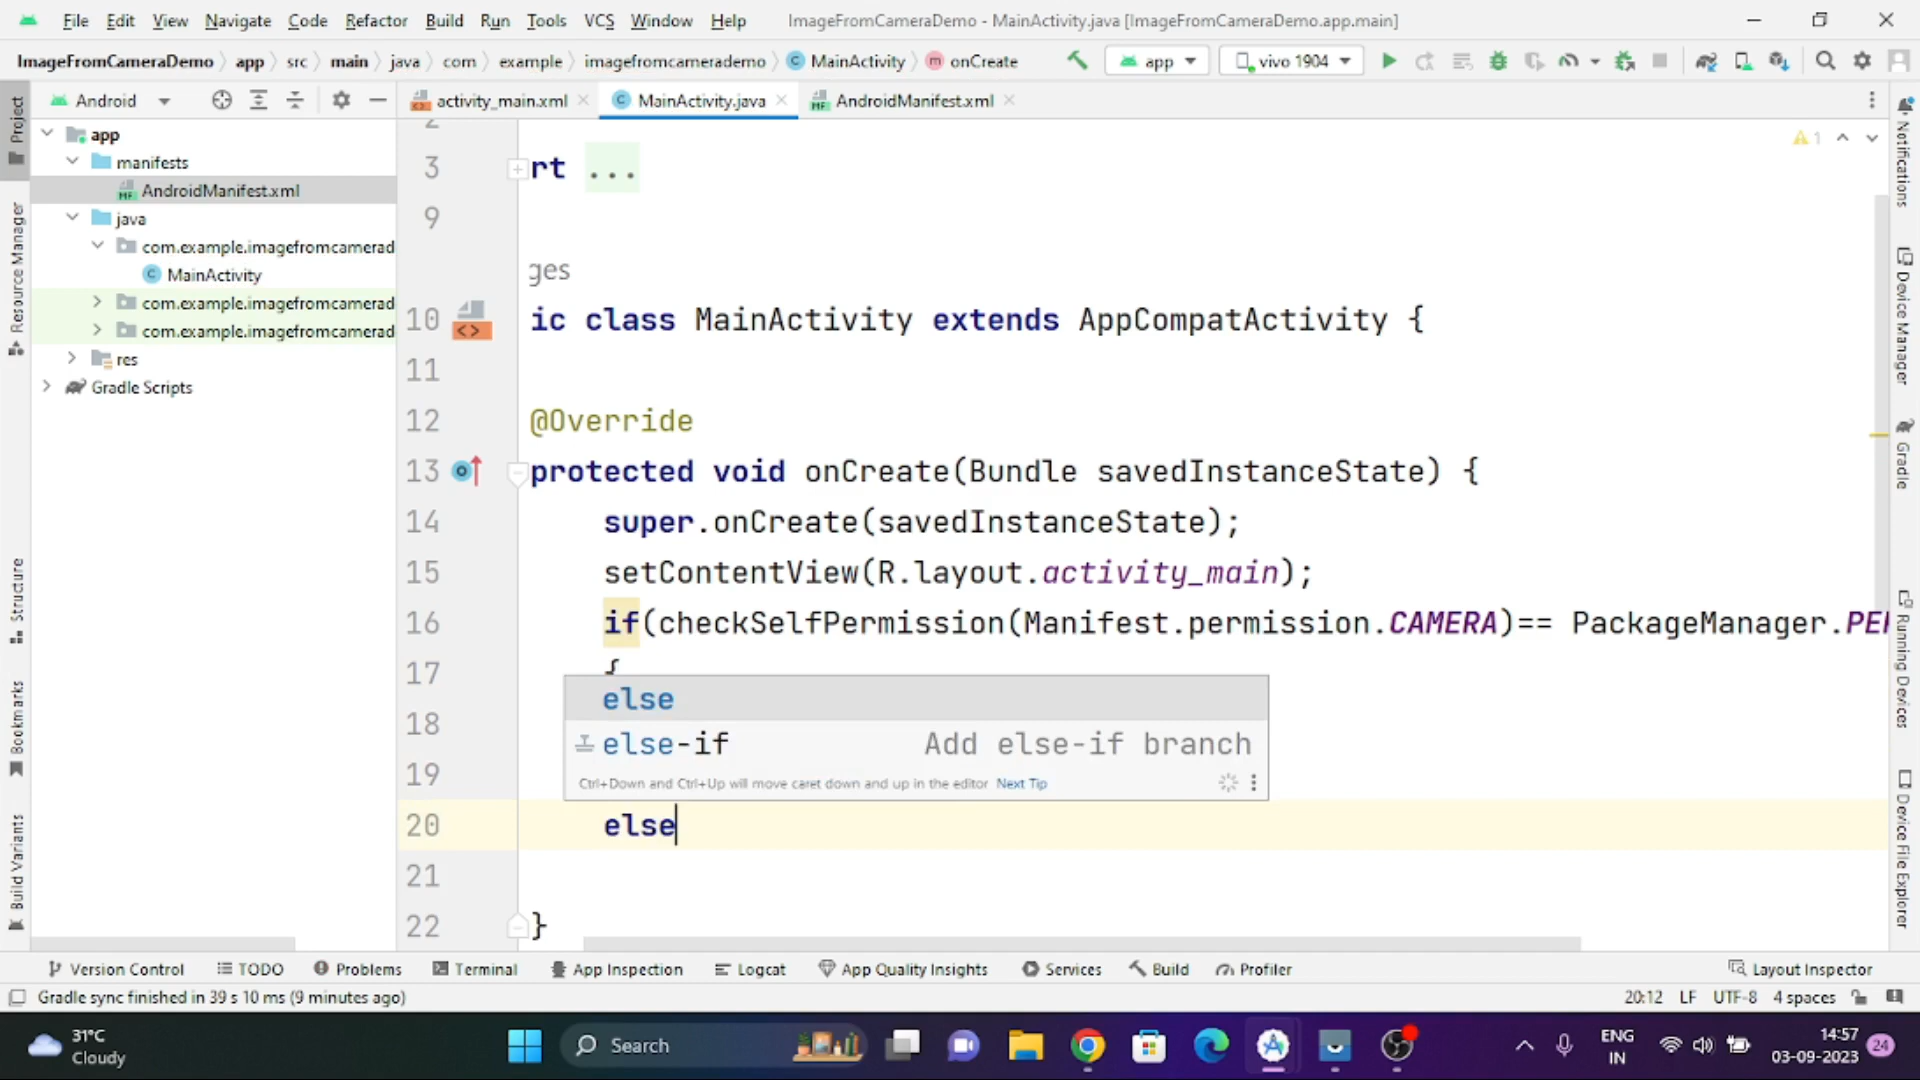 File Edit View Navigate Code Refactor Build Run Tools VCS Window Help ImageFromCameraDemo - MainActivity.java [ImageFromCameraDemo.app.main]
ImageFromCameraDemo app src main java com example imagefromcamerademo MainActivity onCreate app vivo 1904
Android activity_main.xml MainActivity.java AndroidManifest.xml
Project
Resource Manager
Structure
Bookmarks
Build Variants
app
manifests
AndroidManifest.xml
java
com.example.imagefromcamerad
MainActivity
com.example.imagefromcamerad
com.example.imagefromcamerad
res
Gradle Scripts
1
2
3 rt ...
9
ges
10 ic class MainActivity extends AppCompatActivity {
11
12 @Override
13 protected void onCreate(Bundle savedInstanceState) {
14 super.onCreate(savedInstanceState);
15 setContentView(R.layout.activity_main);
16 if(checkSelfPermission(Manifest.permission.CAMERA)== PackageManager.PER
17 {
else
18 else-if Add else-if branch
19 Ctrl+Down and Ctrl+Up will move caret down and up in the editor Next Tip
20 else
21
22 }
Notifications
Device Manager
Gradle
Running Devices
Device File Explorer
Version Control TODO Problems Terminal App Inspection Logcat App Quality Insights Services Build Profiler Layout Inspector
Gradle sync finished in 39 s 10 ms (9 minutes ago) 20:12 LF UTF-8 4 spaces
31°C
Cloudy
Search
ENG
IN
14:57
03-09-2023
24